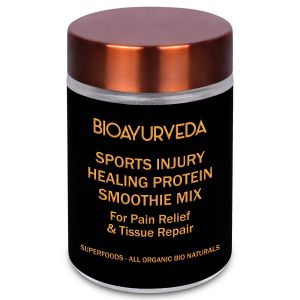 BIOAYURVEDA
SPORTS INJURY
HEALING PROTEIN
SMOOTHIE MIX
For Pain Relief
& Tissue Repair
SUPERFOODS - ALL ORGANIC BIO NATURALS